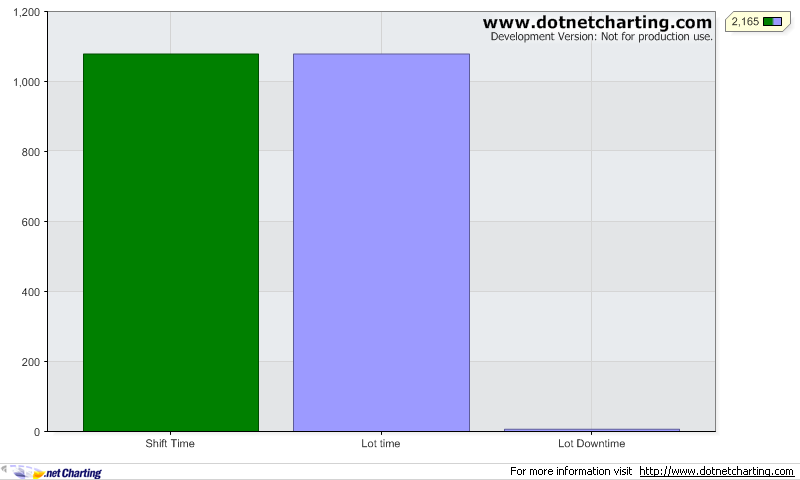 1,200
1,000
800
600
400
200
0
www.dotnetcharting.com
Development Version: Not for production use.
2,165
Shift Time Lot time Lot Downtime
.net Charting
For more information visit http://www.dotnetcharting.com